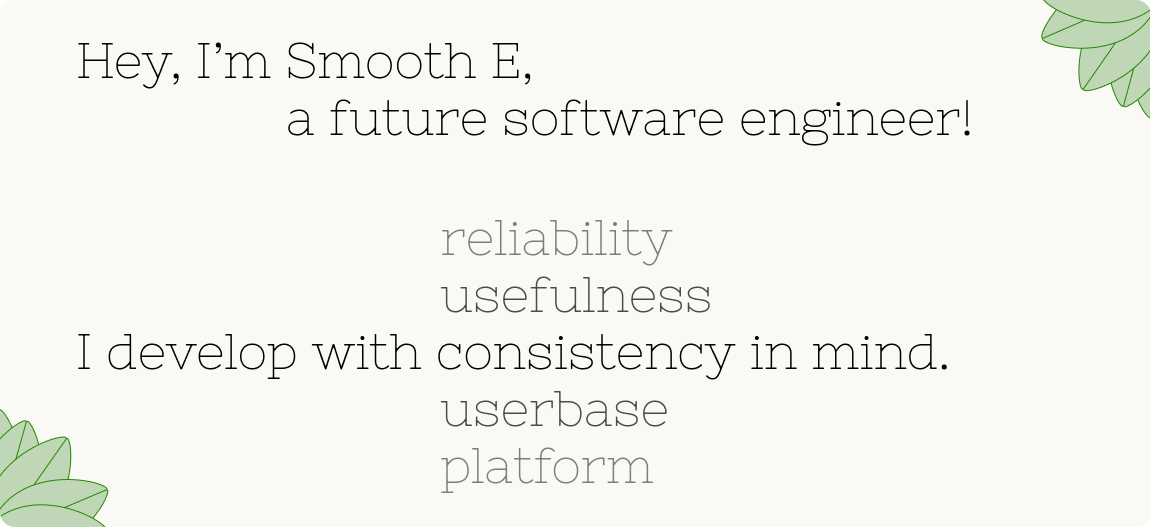 Hey, I’m Smooth E,
a future software engineer!
reliability
usefulness
I develop with consistency in mind.
userbase
platform